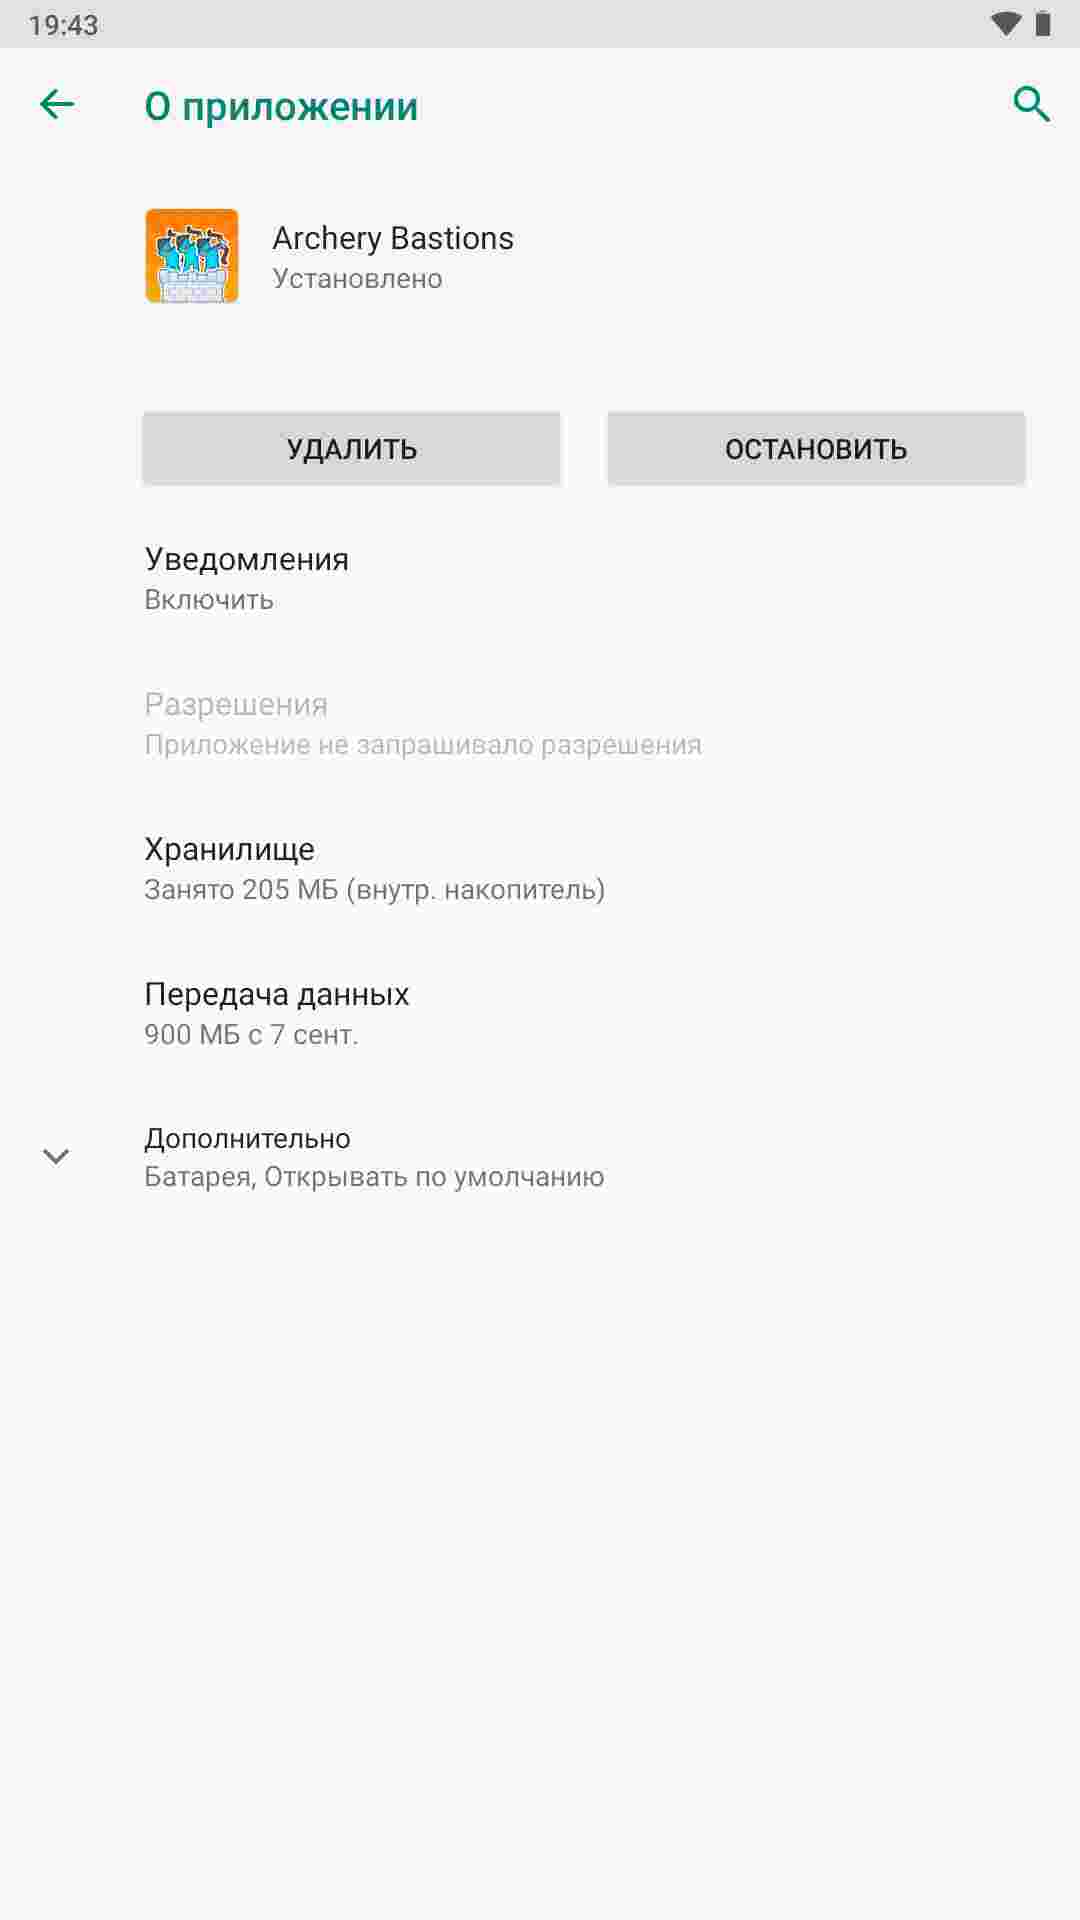 19:43
О приложении
Archery Bastions
Установлено
УДАЛИТЬ
ОСТАНОВИТЬ
Уведомления
Включить
Разрешения
Приложение не запрашивало разрешения
Хранилище
Занято 205 МБ (внутр. накопитель)
Передача данных
900 МБ с 7 сент.
Дополнительно
Батарея, Открывать по умолчанию